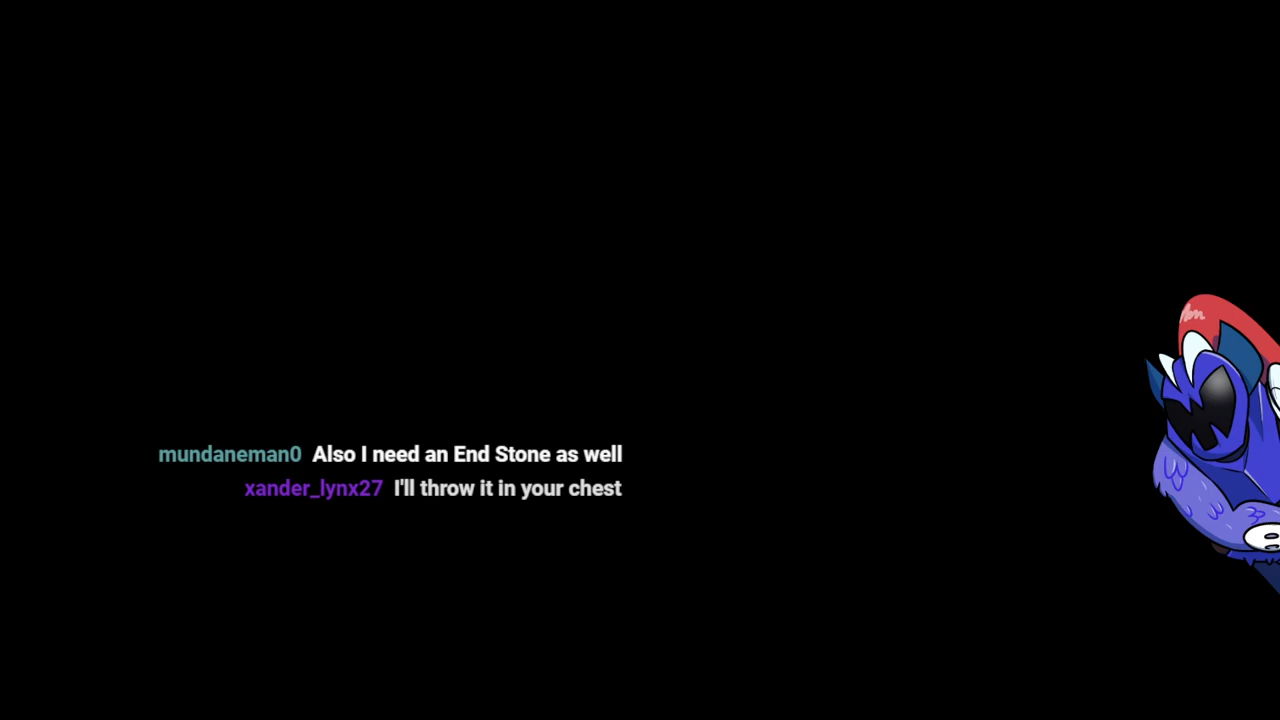 mundaneman0 Also I need an End Stone as well
xander_lynx27 I'll throw it in your chest